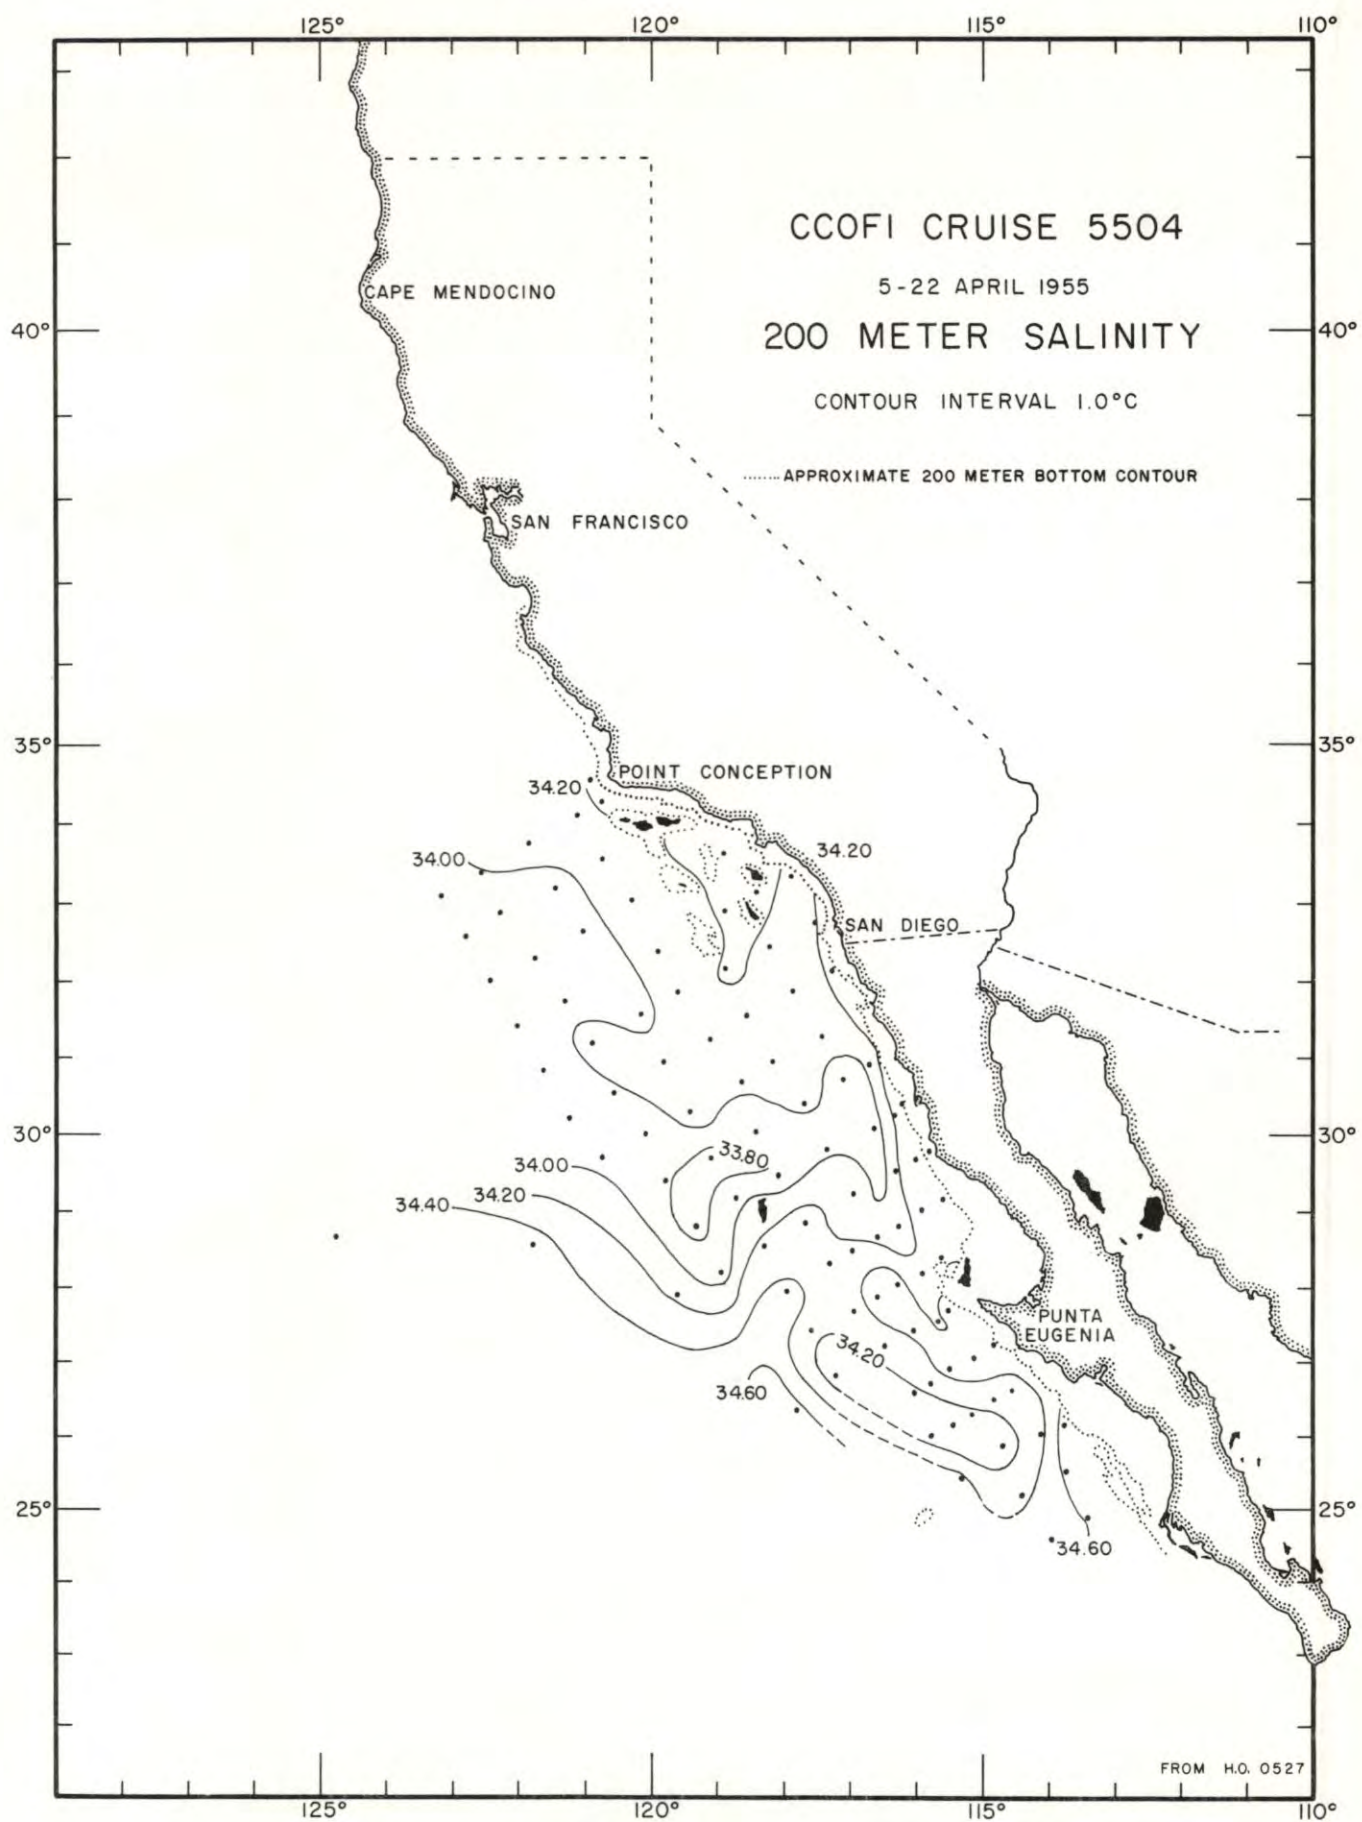 125° 120° 115° 110°
CCOFI CRUISE 5504
5-22 APRIL 1955
CAPE MENDOCINO
40° 40°
200 METER SALINITY
CONTOUR INTERVAL 1.0°C
APPROXIMATE 200 METER BOTTOM CONTOUR
SAN FRANCISCO
35° 35°
POINT CONCEPTION
34.20
34.20
34.00
SAN DIEGO
30° 30°
33.80
34.00
34.20
34.40
PUNTA
EUGENIA
34.20
34.60
25° 25°
34.60
FROM H.O. 0527
125° 120° 115° 110°